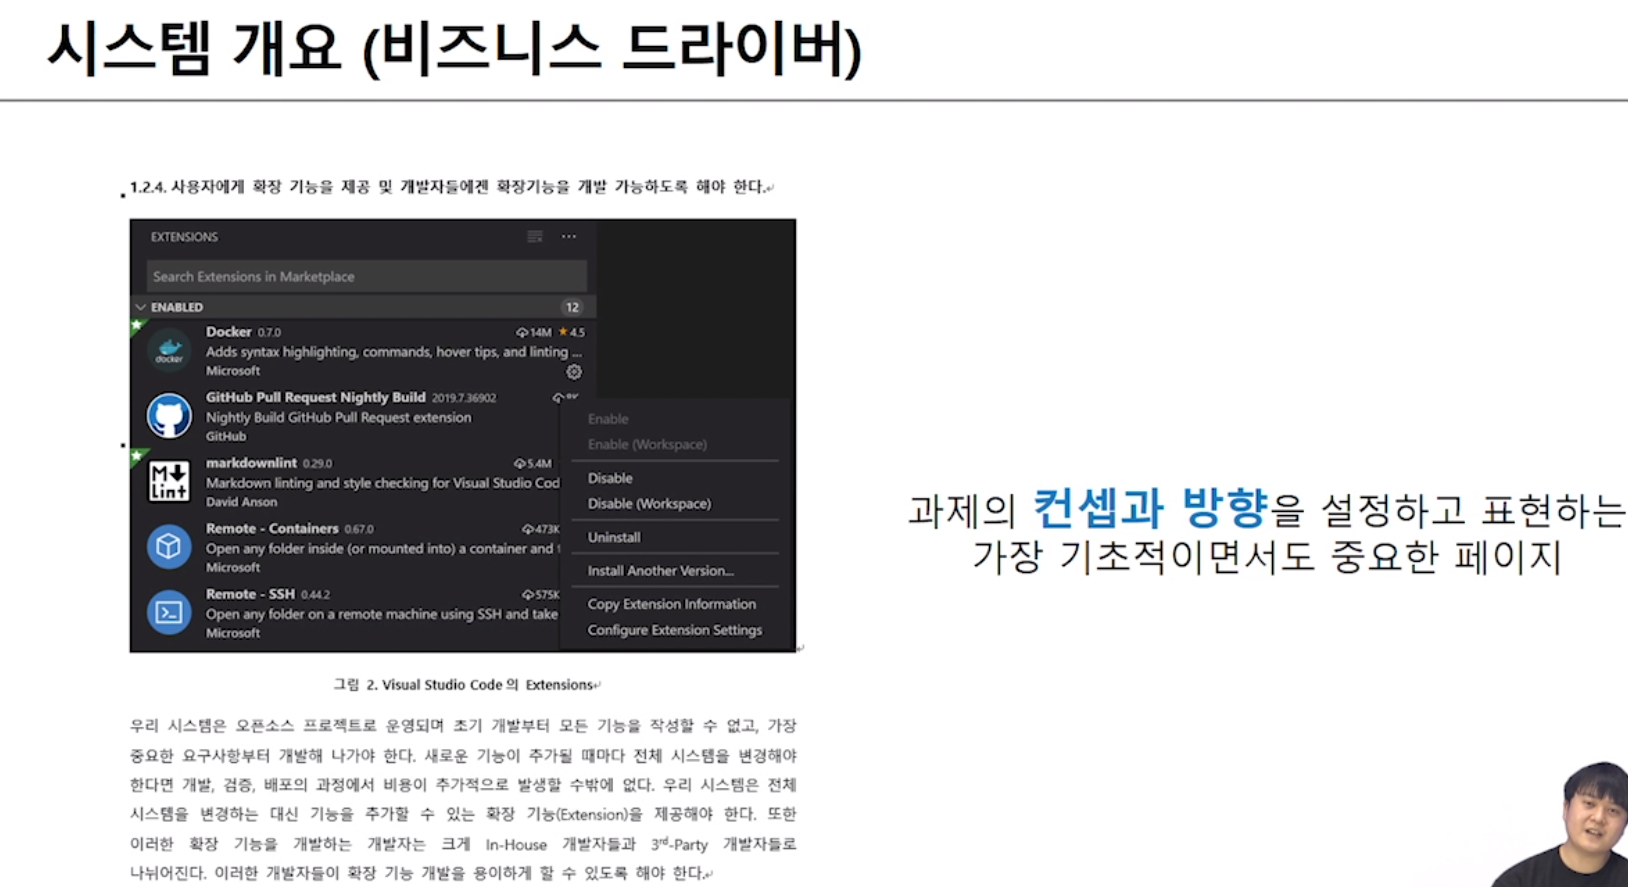 시스템 개요 (비즈니스 드라이버)
1.2.4. 사용자에게 확장 기능을 제공 및 개발자들에겐 확장기능을 개발 가능하도록 해야 한다.
EXTENSIONS
Search Extensions in Marketplace
ENABLED 12
Docker 0.7.0 14M ★ 4.5
Adds syntax highlighting, commands, hover tips, and linting ...
Microsoft
GitHub Pull Request Nightly Build 2019.7.36902 9K
Nightly Build GitHub Pull Request extension
GitHub
markdownlint 0.29.0 5.4M
Markdown linting and style checking for Visual Studio Cod
David Anson
Remote - Containers 0.67.0 473K
Open any folder inside (or mounted into) a container and t
Microsoft
Remote - SSH 0.44.2 575K
Open any folder on a remote machine using SSH and take
Microsoft
docker
M
Lint
Enable
Enable (Workspace)
Disable
Disable (Workspace)
Uninstall
Install Another Version...
Copy Extension Information
Configure Extension Settings
그림 2. Visual Studio Code의 Extensions
우리 시스템은 오픈소스 프로젝트로 운영되며 초기 개발부터 모든 기능을 작성할 수 없고, 가장
중요한 요구사항부터 개발해 나가야 한다. 새로운 기능이 추가될 때마다 전체 시스템을 변경해야
한다면 개발, 검증, 배포의 과정에서 비용이 추가적으로 발생할 수밖에 없다. 우리 시스템은 전체
시스템을 변경하는 대신 기능을 추가할 수 있는 확장 기능(Extension)을 제공해야 한다. 또한
이러한 확장 기능을 개발하는 개발자는 크게 In-House 개발자들과 3rd-Party 개발자들로
나뉘어진다. 이러한 개발자들이 확장 기능 개발을 용이하게 할 수 있도록 해야 한다.
과제의 컨셉과 방향을 설정하고 표현하는
가장 기초적이면서도 중요한 페이지